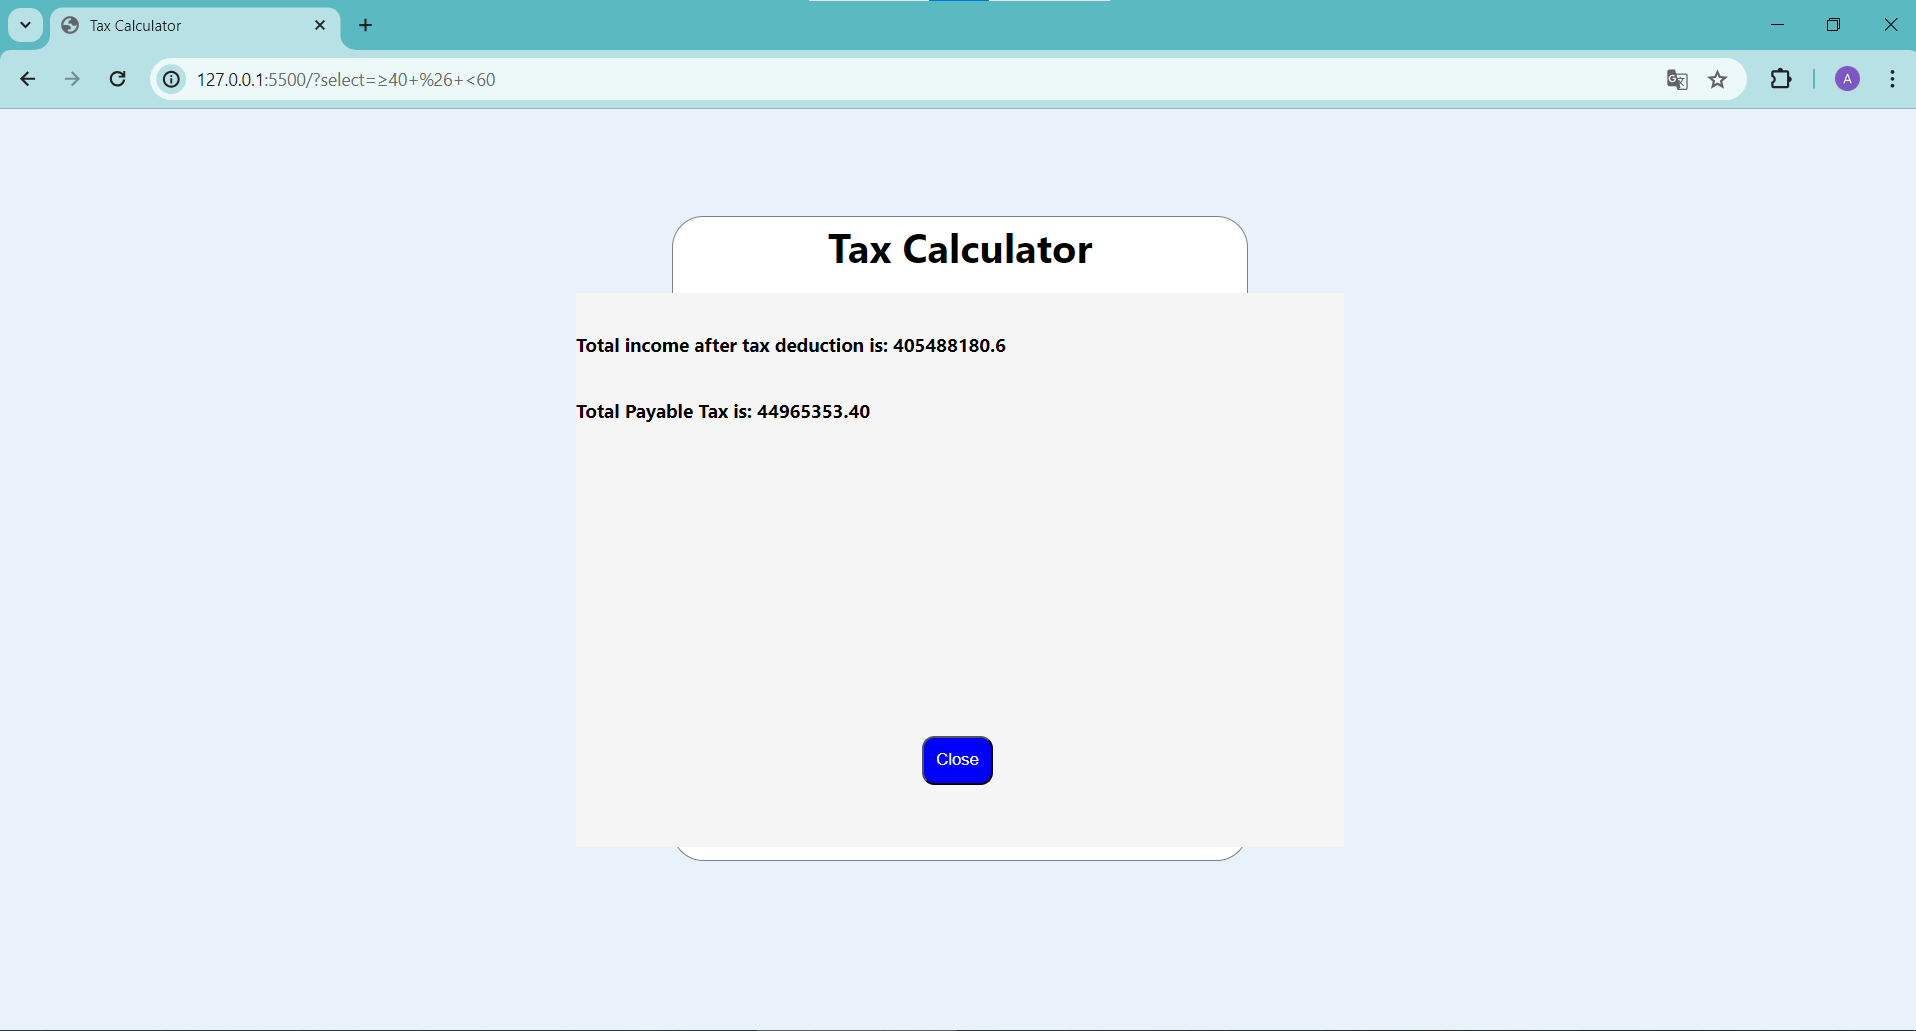 Tax Calculator
127.0.0.1:5500/?select=≥40+%26+<60
A
Tax Calculator
Total income after tax deduction is: 405488180.6
Total Payable Tax is: 44965353.40
Close